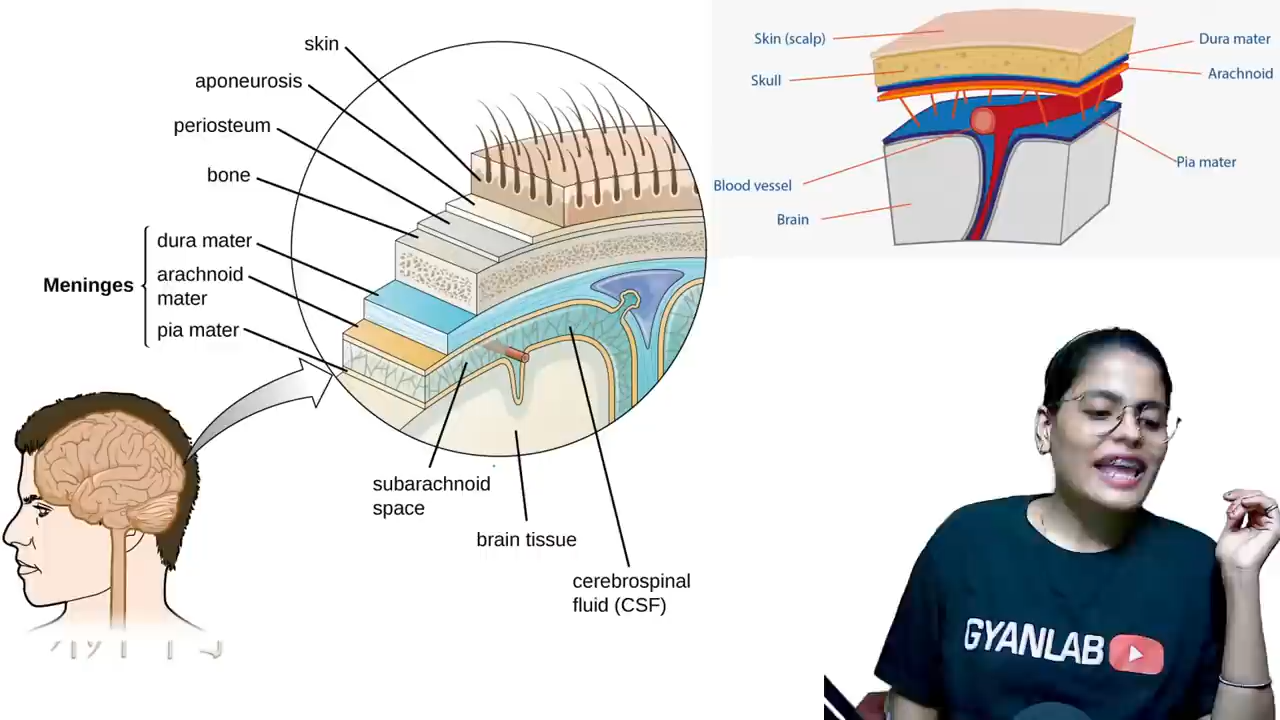 skin
aponeurosis
periosteum
bone
Meninges
dura mater
arachnoid
mater
pia mater
subarachnoid
space
brain tissue
cerebrospinal
fluid (CSF)
Skin (scalp)
Skull
Blood vessel
Brain
Dura mater
Arachnoid
Pia mater
GYANLAB